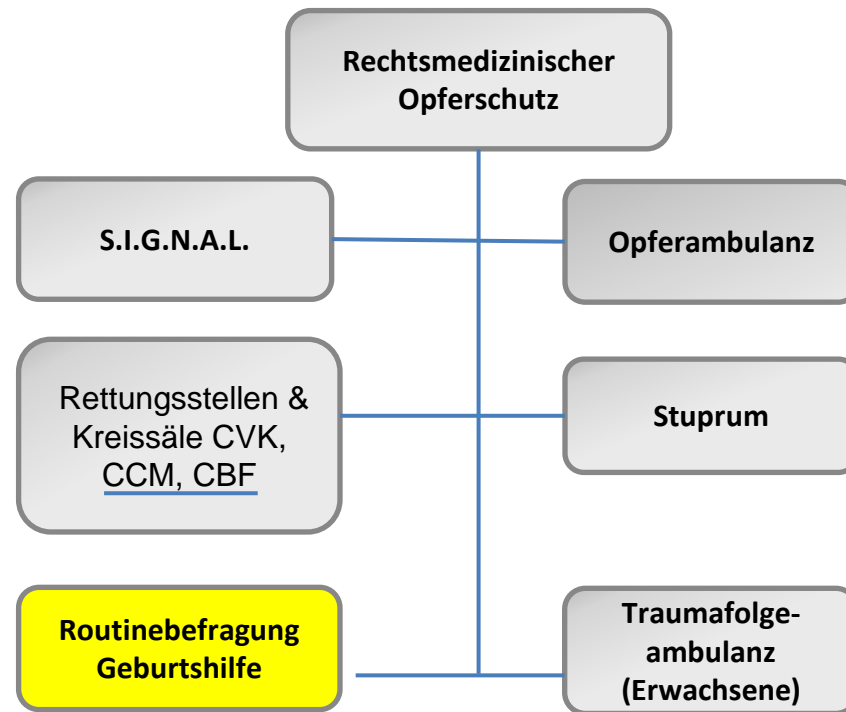 Rechtsmedizinischer
Opferschutz
S.I.G.N.A.L.
Opferambulanz
Rettungsstellen &
Kreissäle CVK,
CCM, CBF
Stuprum
Routinebefragung
Geburtshilfe
Traumafolge-
ambulanz
(Erwachsene)